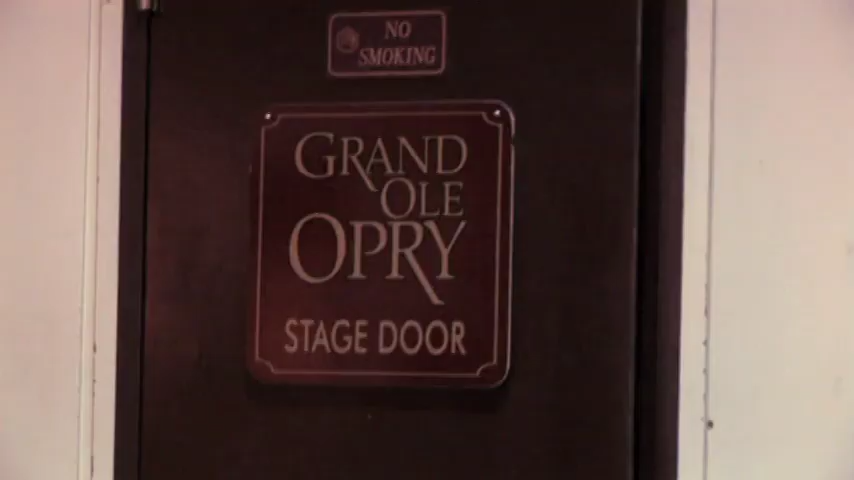 NO
SMOKING
GRAND
OLE
OPRY
STAGE DOOR